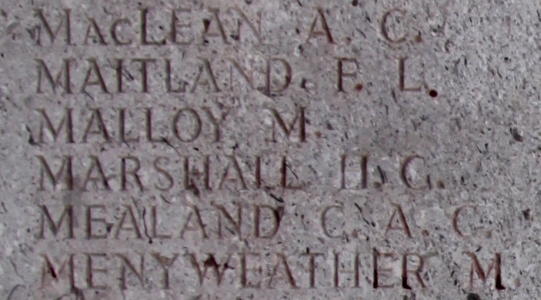 MacLEAN A. C.
MAITLAND F. L.
MALLOY M.
MARSHALL H. G.
MEALAND C. A. C.
MENYWEATHER M.